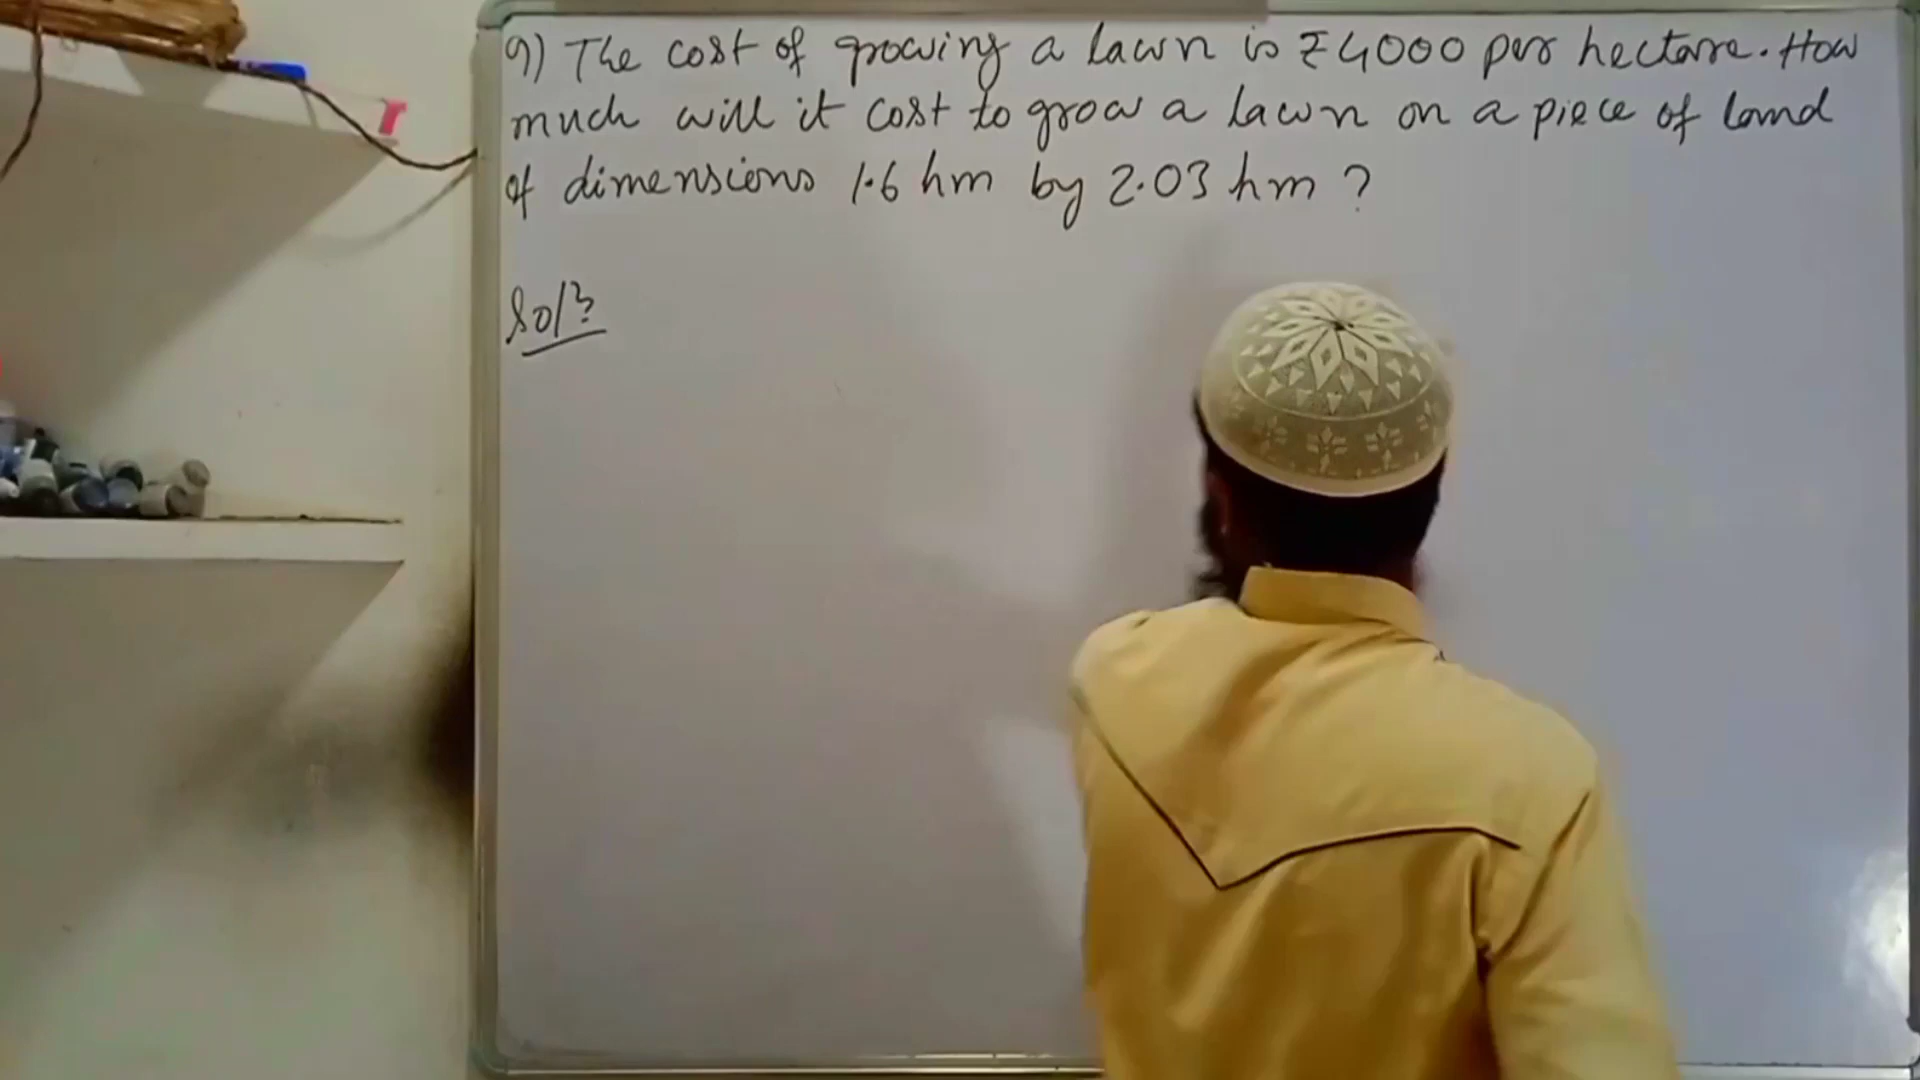 9) The cost of growing a lawn is ₹4000 per hectare. How
much will it cost to grow a lawn on a piece of land
of dimensions 1.6 hm by 2.03 hm ?